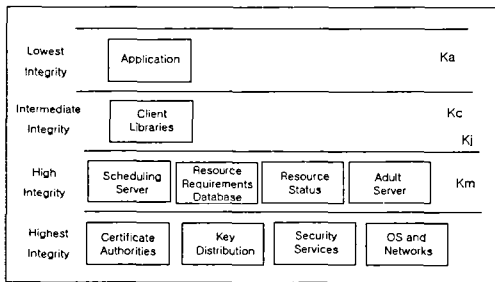 Lowest
Integrity
Application
Ka
Intermediate
Integrity
Client
Libraries
Kc
Kj
High
Integrity
Scheduling
Server
Resource
Requirements
Database
Resource
Status
Adult
Server
Km
Highest
Integrity
Certificate
Authorities
Key
Distribution
Security
Services
OS and
Networks